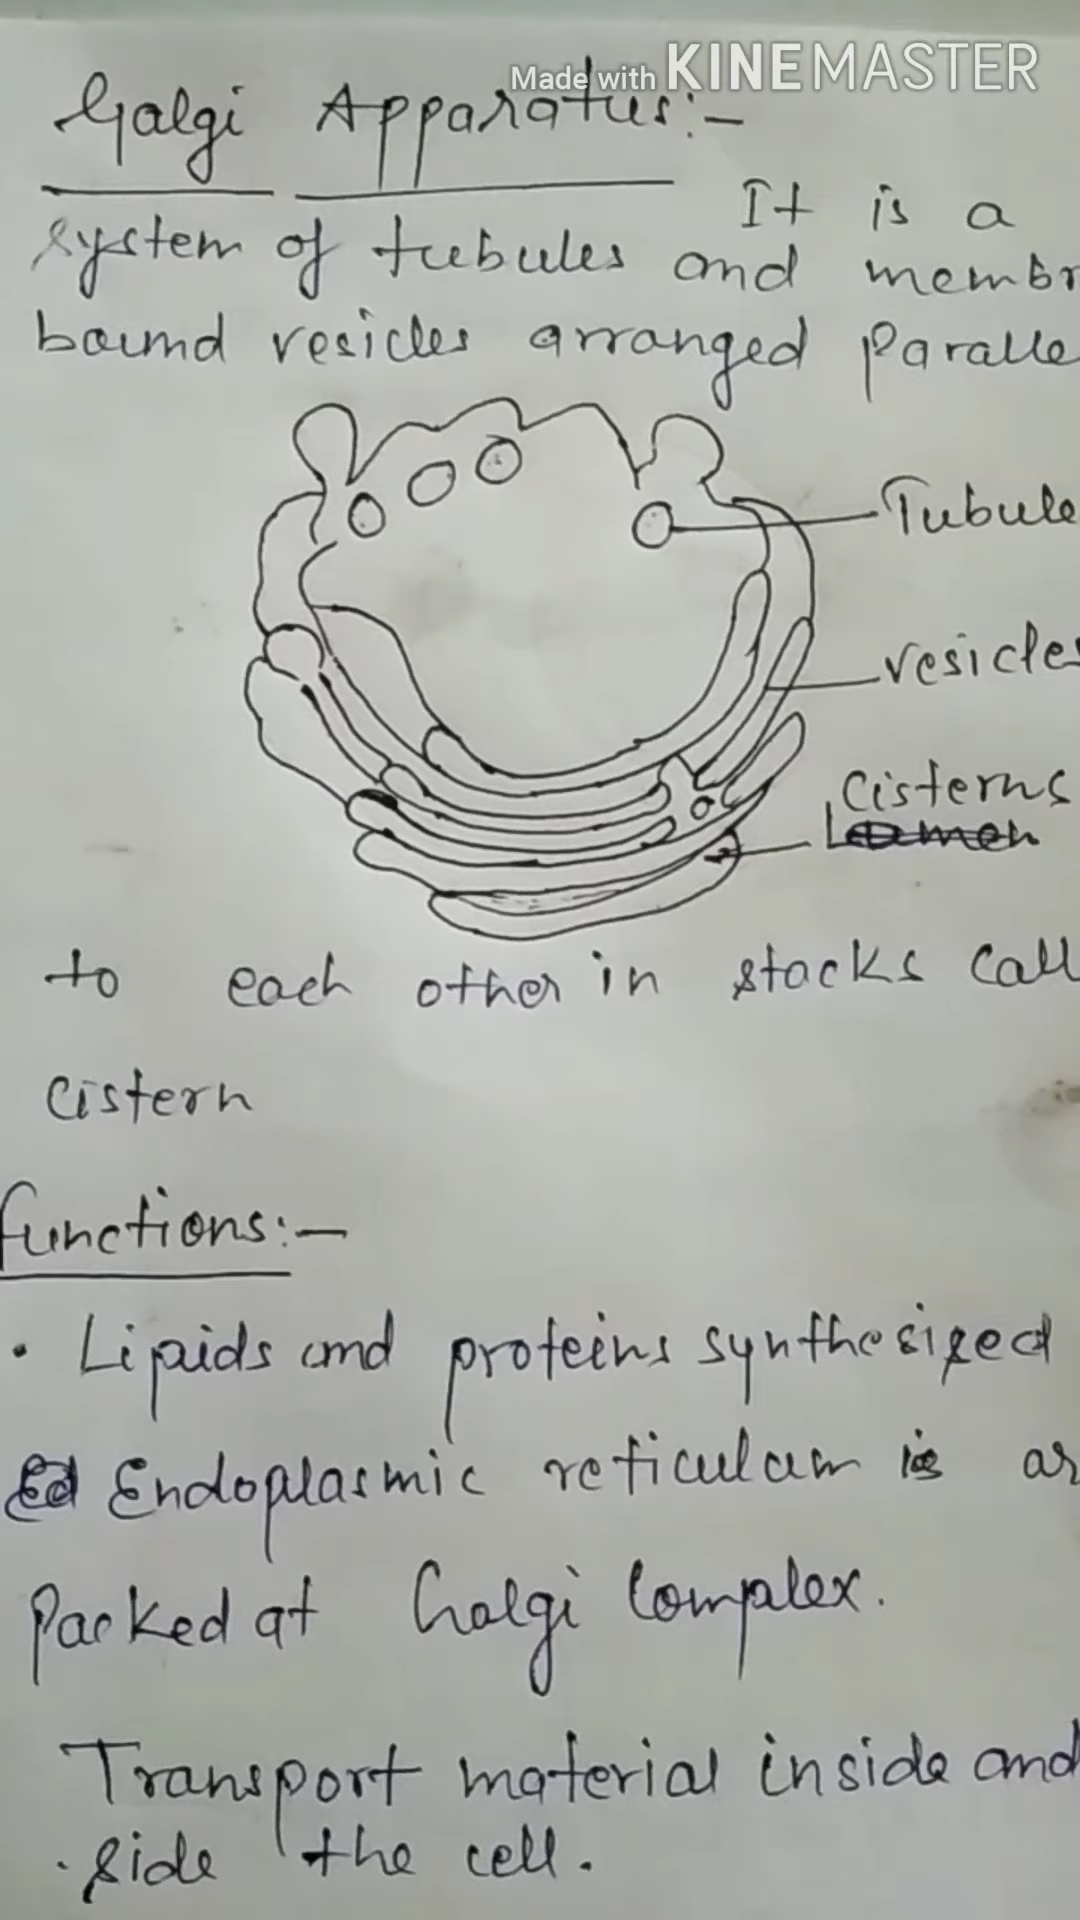 Made with KINEMASTER
Golgi Apparatus:-
It is a
system of tubules and membr
bound vesicles arranged Paralle
Tubule
vesicles
Cisterns
to each other in stacks call
Cistern
functions:-
· Lipids and proteins synthesized
Endoplasmic reticulum is ar
Packed at Golgi Complex.
Transport material inside and
· side the cell.